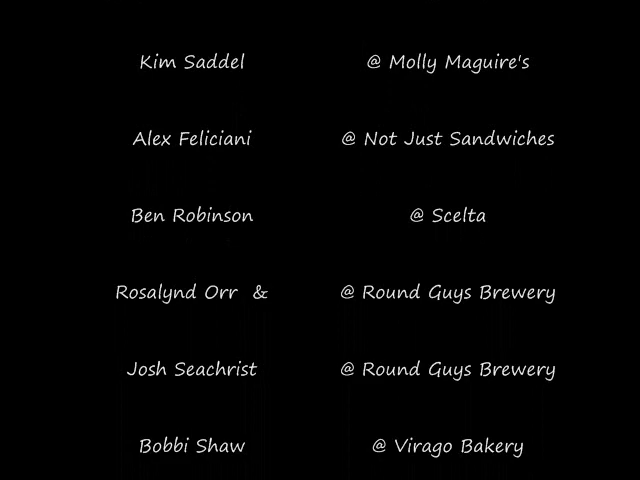 Kim Saddel @ Molly Maguire's
Alex Feliciani @ Not Just Sandwiches
Ben Robinson @ Scelta
Rosalynd Orr & @ Round Guys Brewery
Josh Seachrist @ Round Guys Brewery
Bobbi Shaw @ Virago Bakery